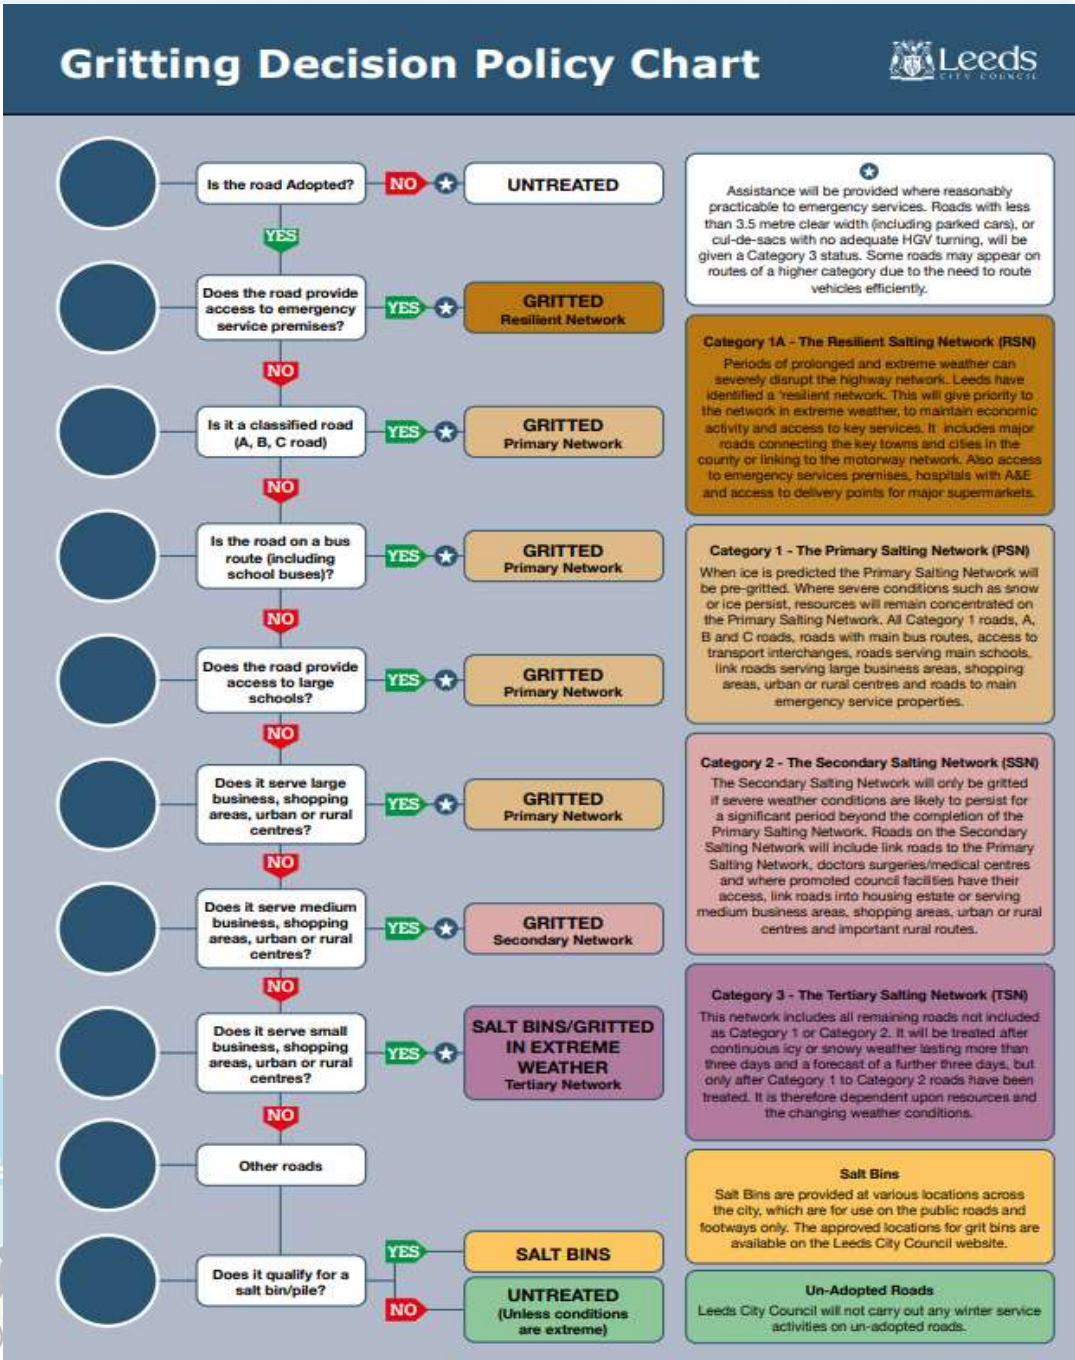 Gritting Decision Policy Chart
Leeds
CITY COUNCIL
Is the road Adopted?
NO
UNTREATED
YES
Does the road provide
access to emergency
service premises?
YES
GRITTED
Resilient Network
NO
Is it a classified road
(A, B, C road)
YES
GRITTED
Primary Network
NO
Is the road on a bus
route (including
school buses)?
YES
GRITTED
Primary Network
NO
Does the road provide
access to large
schools?
YES
GRITTED
Primary Network
NO
Does it serve large
business, shopping
areas, urban or rural
centres?
YES
GRITTED
Primary Network
NO
Does it serve medium
business, shopping
areas, urban or rural
centres?
YES
GRITTED
Secondary Network
NO
Does it serve small
business, shopping
areas, urban or rural
centres?
YES
SALT BINS/GRITTED
IN EXTREME
WEATHER
Tertiary Network
NO
Other roads
Does it qualify for a
salt bin/pile?
YES
SALT BINS
NO
UNTREATED
(Unless conditions
are extreme)
Assistance will be provided where reasonably
practicable to emergency services. Roads with less
than 3.5 metre clear width (including parked cars), or
cul-de-sacs with no adequate HGV turning, will be
given a Category 3 status. Some roads may appear on
routes of a higher category due to the need to route
vehicles efficiently.
Category 1A - The Resilient Salting Network (RSN)
Periods of prolonged and extreme weather can
severely disrupt the highway network. Leeds have
identified a 'resilient network. This will give priority to
the network in extreme weather, to maintain economic
activity and access to key services. It includes major
roads connecting the key towns and cities in the
county or linking to the motorway network. Also access
to emergency services premises, hospitals with A&E
and access to delivery points for major supermarkets.
Category 1 - The Primary Salting Network (PSN)
When ice is predicted the Primary Salting Network will
be pre-gritted. Where severe conditions such as snow
or ice persist, resources will remain concentrated on
the Primary Salting Network. All Category 1 roads, A,
B and C roads, roads with main bus routes, access to
transport interchanges, roads serving main schools,
link roads serving large business areas, shopping
areas, urban or rural centres and roads to main
emergency service properties.
Category 2 - The Secondary Salting Network (SSN)
The Secondary Salting Network will only be gritted
if severe weather conditions are likely to persist for
a significant period beyond the completion of the
Primary Salting Network. Roads on the Secondary
Salting Network will include link roads to the Primary
Salting Network, doctors surgeries/medical centres
and where promoted council facilities have their
access, link roads into housing estate or serving
medium business areas, shopping areas, urban or rural
centres and important rural routes.
Category 3 - The Tertiary Salting Network (TSN)
This network includes all remaining roads not included
as Category 1 or Category 2. It will be treated after
continuous icy or snowy weather lasting more than
three days and a forecast of a further three days, but
only after Category 1 to Category 2 roads have been
treated. It is therefore dependent upon resources and
the changing weather conditions.
Salt Bins
Salt Bins are provided at various locations across
the city, which are for use on the public roads and
footways only. The approved locations for grit bins are
available on the Leeds City Council website.
Un-Adopted Roads
Leeds City Council will not carry out any winter service
activities on un-adopted roads.